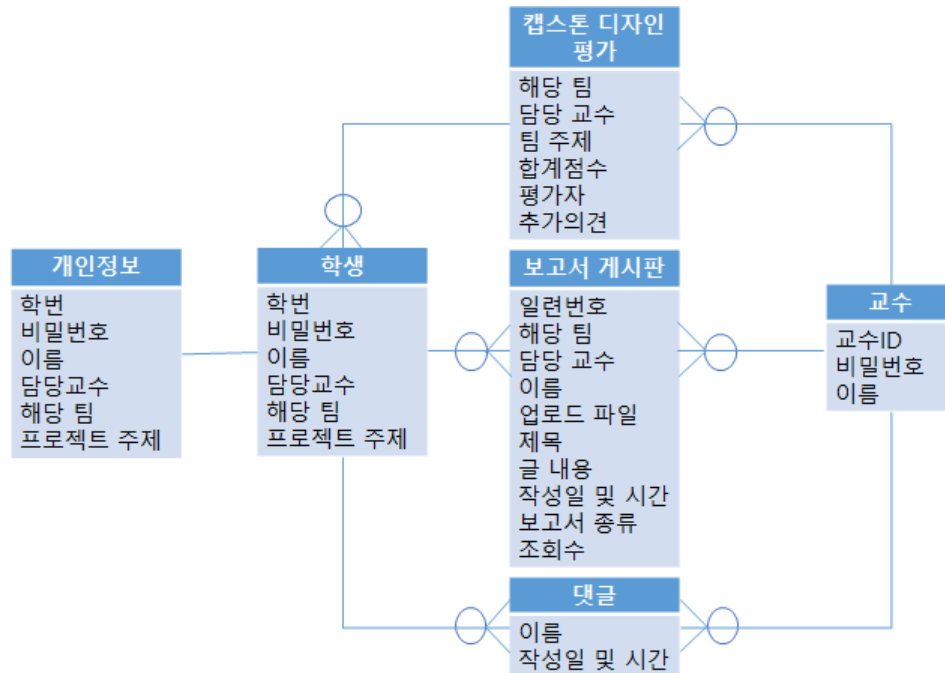 캡스톤 디자인
평가
해당 팀
담당 교수
팀 주제
합계점수
평가자
추가의견
개인정보
학번
비밀번호
이름
담당교수
해당 팀
프로젝트 주제
학생
학번
비밀번호
이름
담당교수
해당 팀
프로젝트 주제
보고서 게시판
일련번호
해당 팀
담당 교수
이름
업로드 파일
제목
글 내용
작성일 및 시간
보고서 종류
조회수
교수
교수ID
비밀번호
이름
댓글
이름
작성일 및 시간